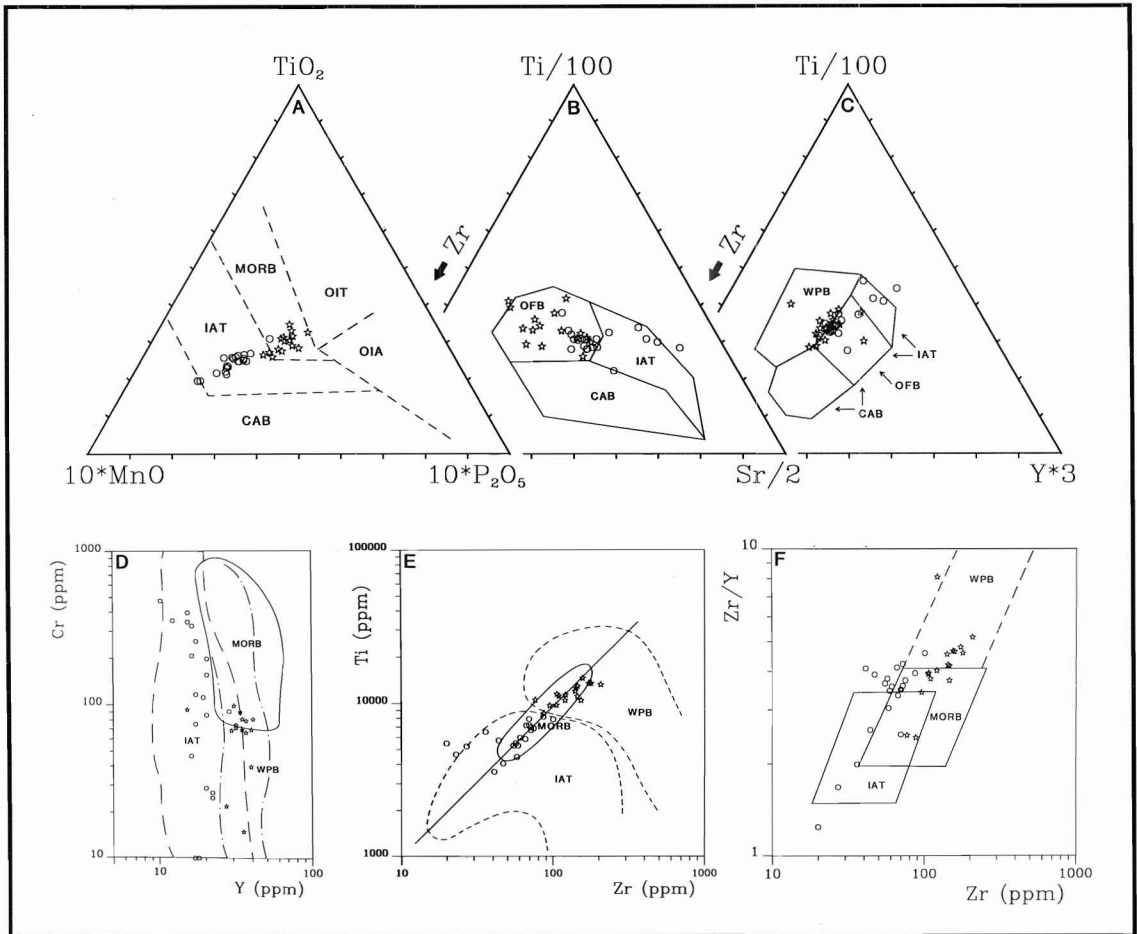 TiO₂
A
MORB
OIT
IAT
OIA
CAB
10*MnO
10*P₂O₅
Ti/100
B
Zr
OFB
IAT
CAB
Sr/2
Ti/100
C
Zr
WPB
IAT
OFB
CAB
Y*3
D
1000
100
10
Cr (ppm)
MORB
IAT
WPB
10
100
Y (ppm)
E
100000
10000
1000
Ti (ppm)
MORB
WPB
IAT
10
100
1000
Zr (ppm)
F
10
1
Zr/Y
WPB
MORB
IAT
10
100
1000
Zr (ppm)